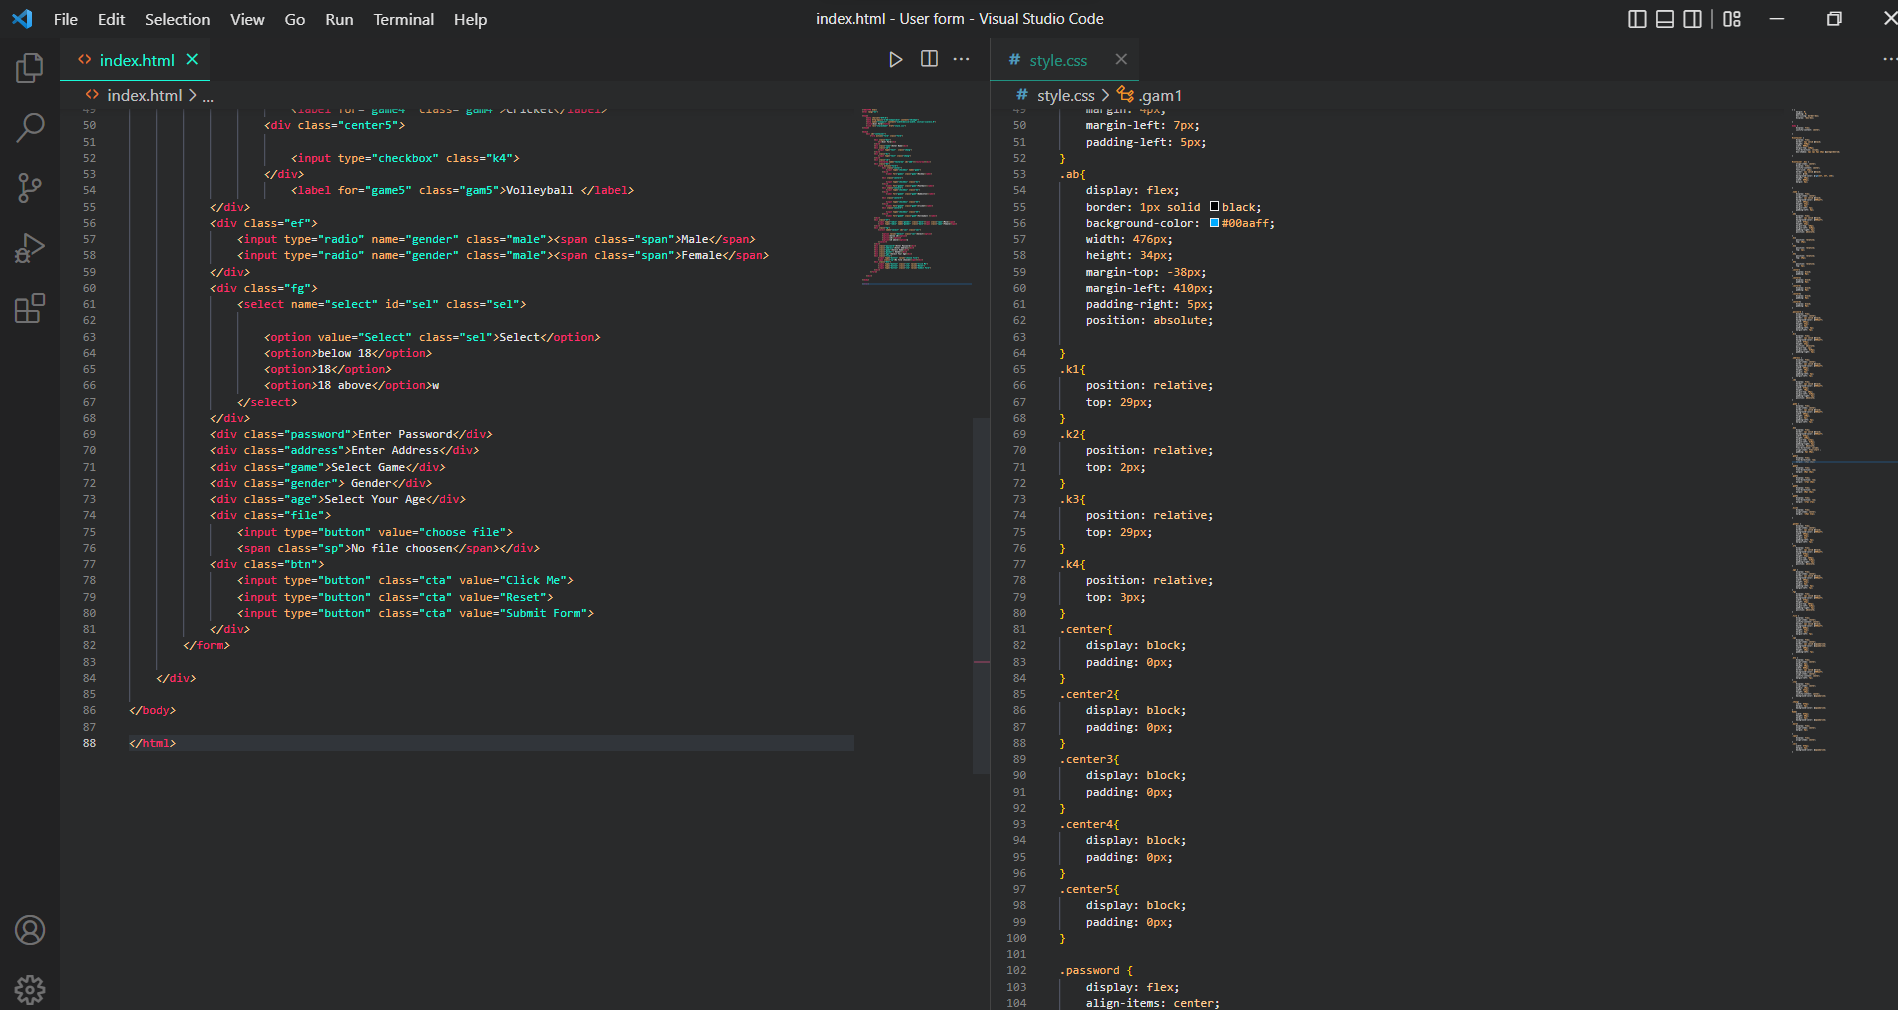 File Edit Selection View Go Run Terminal Help
index.html - User form - Visual Studio Code
index.html
index.html > ...
49 <label for="game4" class="gam4">Cricket</label>
50 <div class="center5">
51
52 <input type="checkbox" class="k4">
53 </div>
54 <label for="game5" class="gam5">Volleyball </label>
55 </div>
56 <div class="ef">
57 <input type="radio" name="gender" class="male"><span class="span">Male</span>
58 <input type="radio" name="gender" class="male"><span class="span">Female</span>
59 </div>
60 <div class="fg">
61 <select name="select" id="sel" class="sel">
62
63 <option value="Select" class="sel">Select</option>
64 <option>below 18</option>
65 <option>18</option>
66 <option>18 above</option>w
67 </select>
68 </div>
69 <div class="password">Enter Password</div>
70 <div class="address">Enter Address</div>
71 <div class="game">Select Game</div>
72 <div class="gender"> Gender</div>
73 <div class="age">Select Your Age</div>
74 <div class="file">
75 <input type="button" value="choose file">
76 <span class="sp">No file choosen</span></div>
77 <div class="btn">
78 <input type="button" class="cta" value="Click Me">
79 <input type="button" class="cta" value="Reset">
80 <input type="button" class="cta" value="Submit Form">
81 </div>
82 </form>
83
84 </div>
85
86 </body>
87
88 </html>
# style.css
# style.css > .gam1
49 margin: 4px;
50 margin-left: 7px;
51 padding-left: 5px;
52 }
53 .ab{
54 display: flex;
55 border: 1px solid black;
56 background-color: #00aaff;
57 width: 476px;
58 height: 34px;
59 margin-top: -38px;
60 margin-left: 410px;
61 padding-right: 5px;
62 position: absolute;
63
64 }
65 .k1{
66 position: relative;
67 top: 29px;
68 }
69 .k2{
70 position: relative;
71 top: 2px;
72 }
73 .k3{
74 position: relative;
75 top: 29px;
76 }
77 .k4{
78 position: relative;
79 top: 3px;
80 }
81 .center{
82 display: block;
83 padding: 0px;
84 }
85 .center2{
86 display: block;
87 padding: 0px;
88 }
89 .center3{
90 display: block;
91 padding: 0px;
92 }
93 .center4{
94 display: block;
95 padding: 0px;
96 }
97 .center5{
98 display: block;
99 padding: 0px;
100 }
101
102 .password {
103 display: flex;
104 align-items: center;